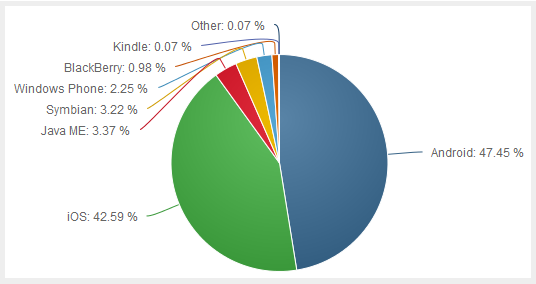 Other: 0.07 %
Kindle: 0.07 %
BlackBerry: 0.98 %
Windows Phone: 2.25 %
Symbian: 3.22 %
Java ME: 3.37 %
Android: 47.45 %
iOS: 42.59 %